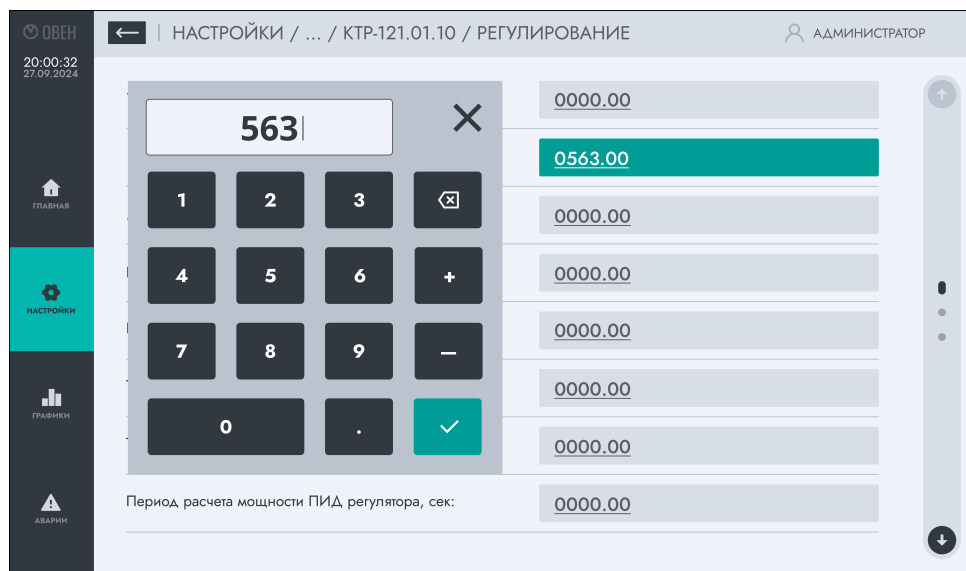 ОВЕН
20:00:32
27.09.2024
НАСТРОЙКИ / ... / КТР-121.01.10 / РЕГУЛИРОВАНИЕ
АДМИНИСТРАТОР
ГЛАВНАЯ
НАСТРОЙКИ
ГРАФИКИ
АВАРИИ
563
1 2 3
4 5 6 +
7 8 9 –
0 .
0000.00
0563.00
0000.00
0000.00
0000.00
0000.00
0000.00
Период расчета мощности ПИД регулятора, сек: 0000.00